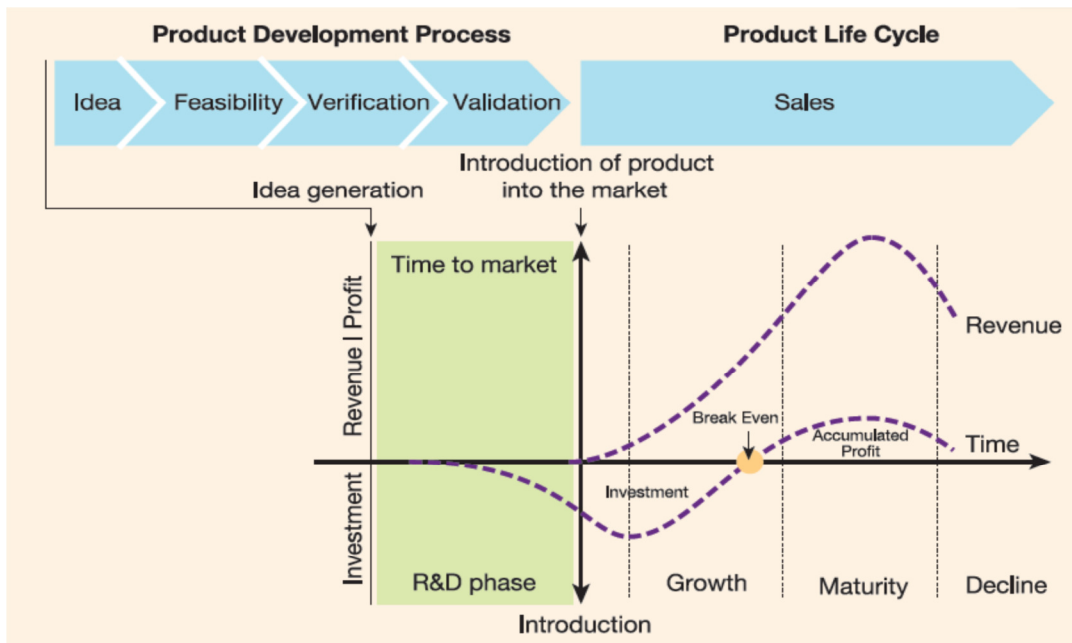 Product Development Process
Product Life Cycle
Idea
Feasibility
Verification
Validation
Sales
Idea generation
Introduction of product
into the market
Time to market
Revenue | Profit
Investment
Revenue
Break Even
Accumulated
Profit
Time
Investment
R&D phase
Growth
Maturity
Decline
Introduction